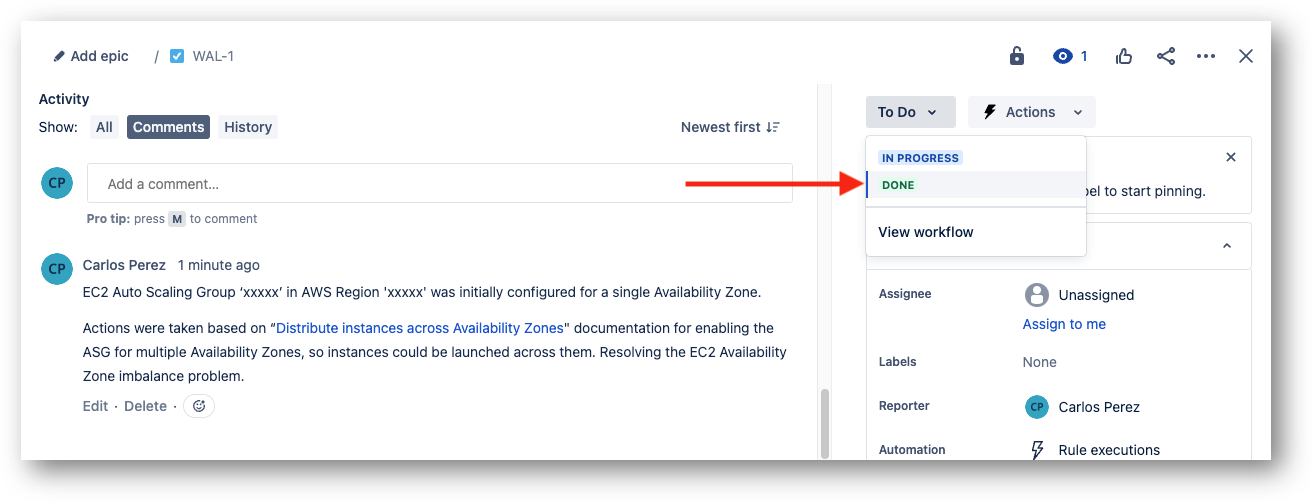 Add epic / WAL-1
1
Activity
Show: All Comments History
Newest first
CP
Add a comment...
Pro tip: press M to comment
CP
Carlos Perez 1 minute ago
EC2 Auto Scaling Group ‘xxxxx’ in AWS Region 'xxxxx' was initially configured for a single Availability Zone.
Actions were taken based on “Distribute instances across Availability Zones" documentation for enabling the
ASG for multiple Availability Zones, so instances could be launched across them. Resolving the EC2 Availability
Zone imbalance problem.
Edit · Delete ·
To Do
Actions
IN PROGRESS
DONE
View workflow
to start pinning.
Assignee
Unassigned
Assign to me
Labels
None
Reporter
CP Carlos Perez
Automation
Rule executions